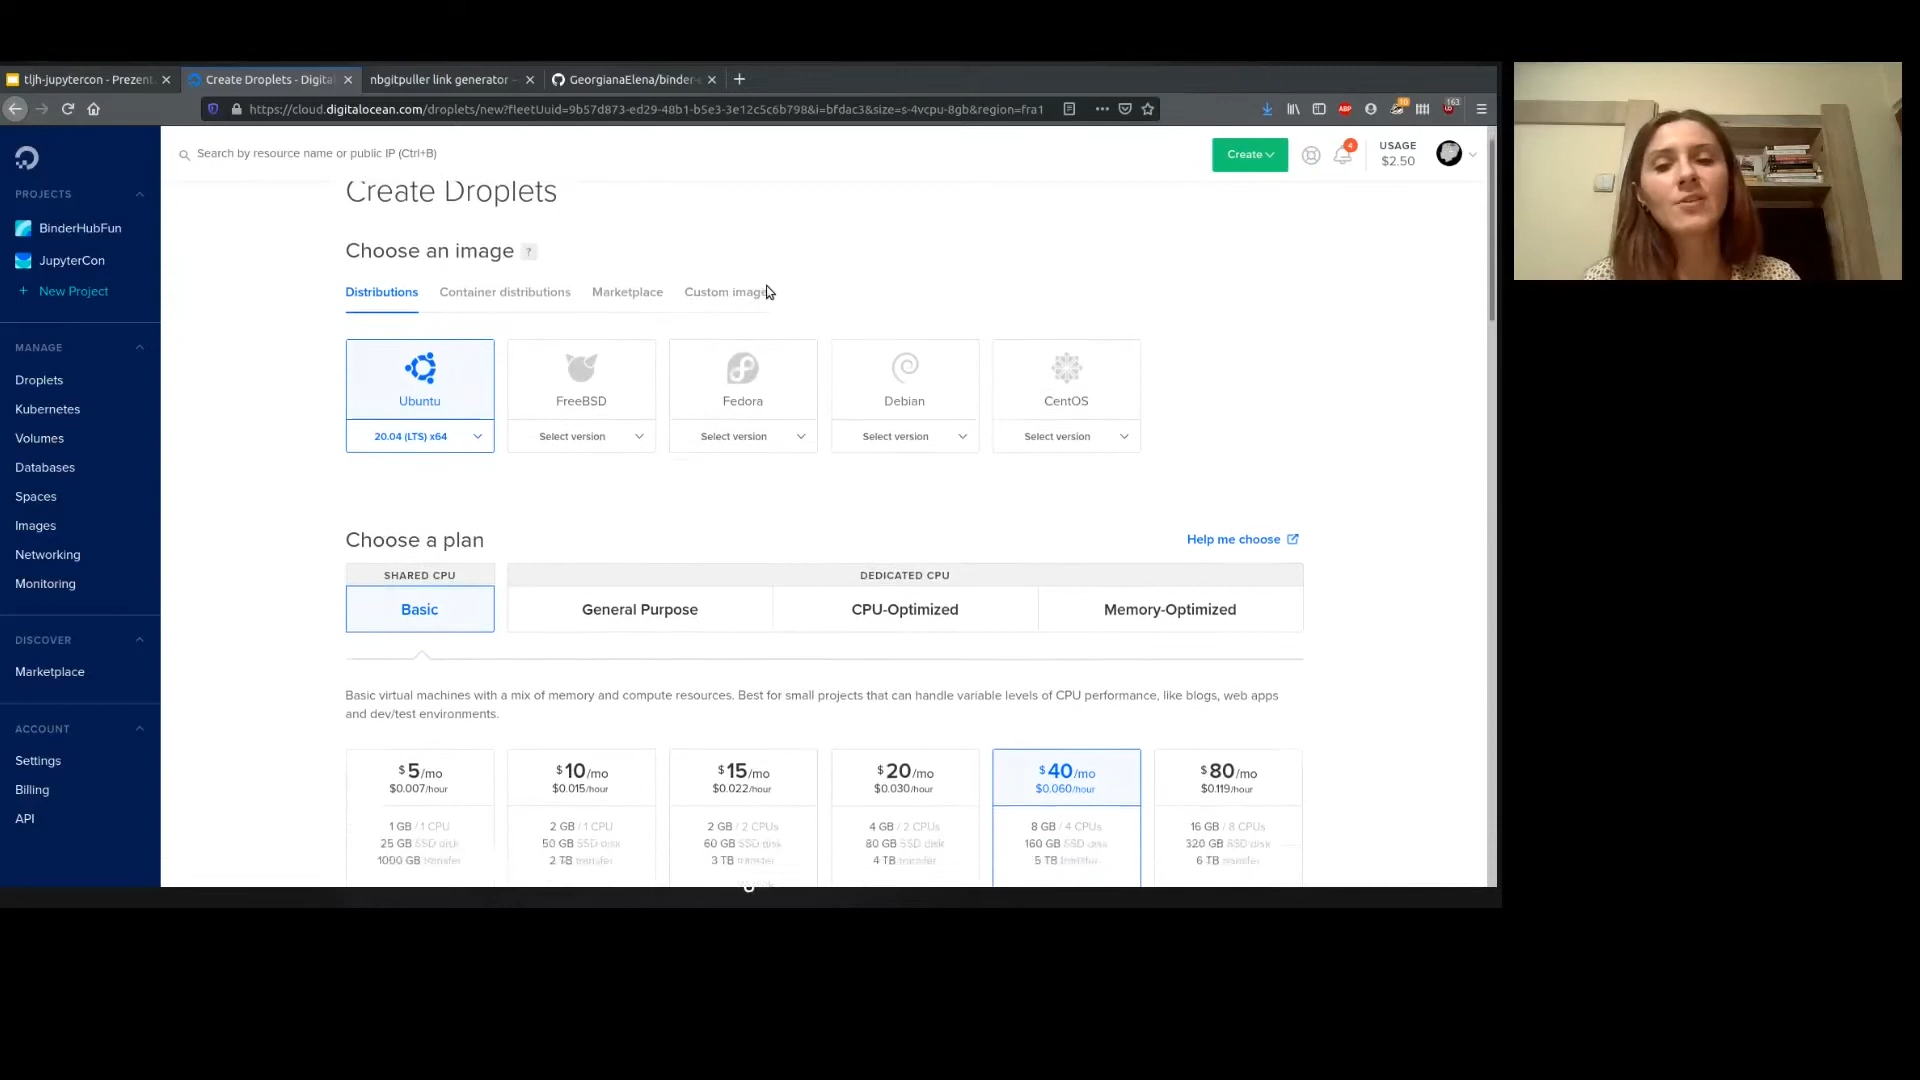 tljh-jupytercon - Prezent
Create Droplets - Digita
nbgitpuller link generator -
GeorgianaElena/binder-
https://cloud.digitalocean.com/droplets/new?fleetUuid=9b57d873-ed29-48b1-b5e3-3e12c5c6b798&i=bfdac3&size=s-4vcpu-8gb&region=fra1
ABP
10
163
Search by resource name or public IP (Ctrl+B)
Create
4
USAGE
$2.50
PROJECTS
BinderHubFun
JupyterCon
+ New Project
MANAGE
Droplets
Kubernetes
Volumes
Databases
Spaces
Images
Networking
Monitoring
DISCOVER
Marketplace
ACCOUNT
Settings
Billing
API
Create Droplets
Choose an image ?
Distributions Container distributions Marketplace Custom image
Ubuntu FreeBSD Fedora Debian CentOS
20.04 (LTS) x64 Select version Select version Select version Select version
Choose a plan
Help me choose
SHARED CPU DEDICATED CPU
Basic General Purpose CPU-Optimized Memory-Optimized
Basic virtual machines with a mix of memory and compute resources. Best for small projects that can handle variable levels of CPU performance, like blogs, web apps
and dev/test environments.
$5/mo $10/mo $15/mo $20/mo $40/mo $80/mo
$0.007/hour $0.015/hour $0.022/hour $0.030/hour $0.060/hour $0.119/hour
1 GB / 1 CPU 2 GB / 1 CPU 2 GB / 2 CPUs 4 GB / 2 CPUs 8 GB / 4 CPUs 16 GB / 8 CPUs
25 GB SSD disk 50 GB SSD disk 60 GB SSD disk 80 GB SSD disk 160 GB SSD disk 320 GB SSD disk
1000 GB transfer 2 TB transfer 3 TB transfer 4 TB transfer 5 TB transfer 6 TB transfer